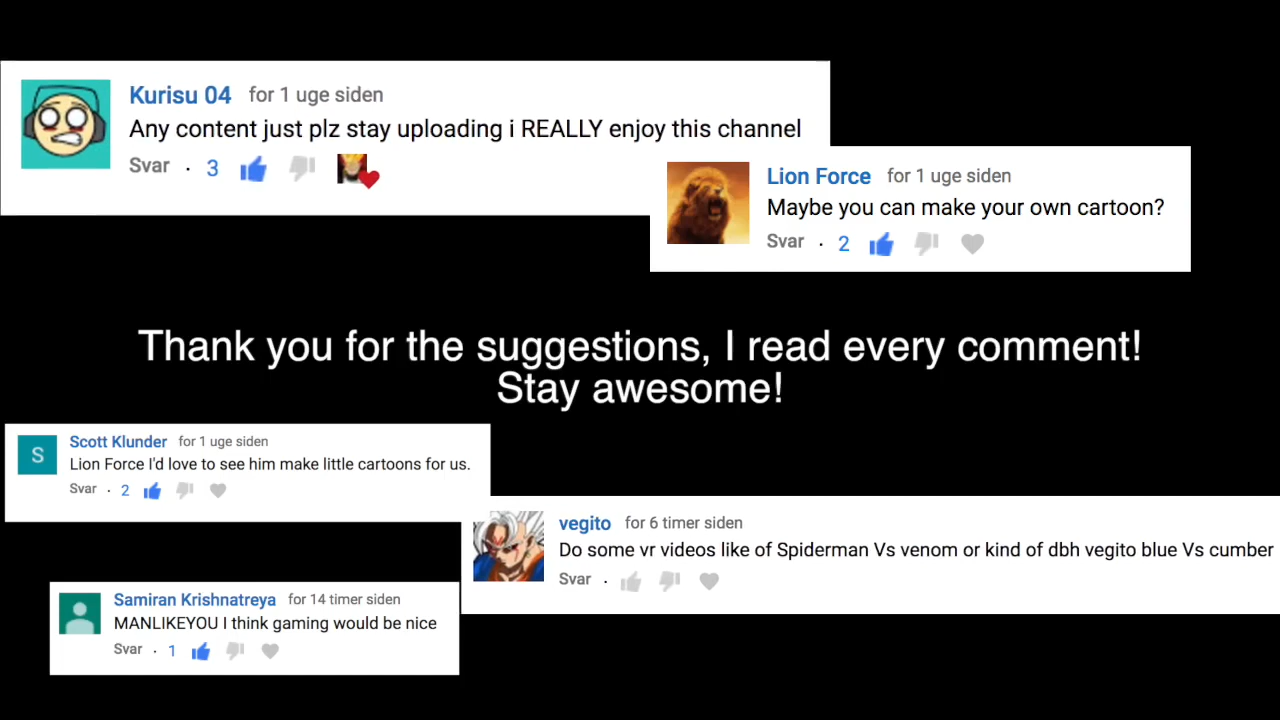 Kurisu 04 for 1 uge siden
Any content just plz stay uploading i REALLY enjoy this channel
Svar · 3
Lion Force for 1 uge siden
Maybe you can make your own cartoon?
Svar · 2
Thank you for the suggestions, I read every comment!
Stay awesome!
S
Scott Klunder for 1 uge siden
Lion Force I'd love to see him make little cartoons for us.
Svar · 2
vegito for 6 timer siden
Do some vr videos like of Spiderman Vs venom or kind of dbh vegito blue Vs cumber
Svar ·
Samiran Krishnatreya for 14 timer siden
MANLIKEYOU I think gaming would be nice
Svar · 1